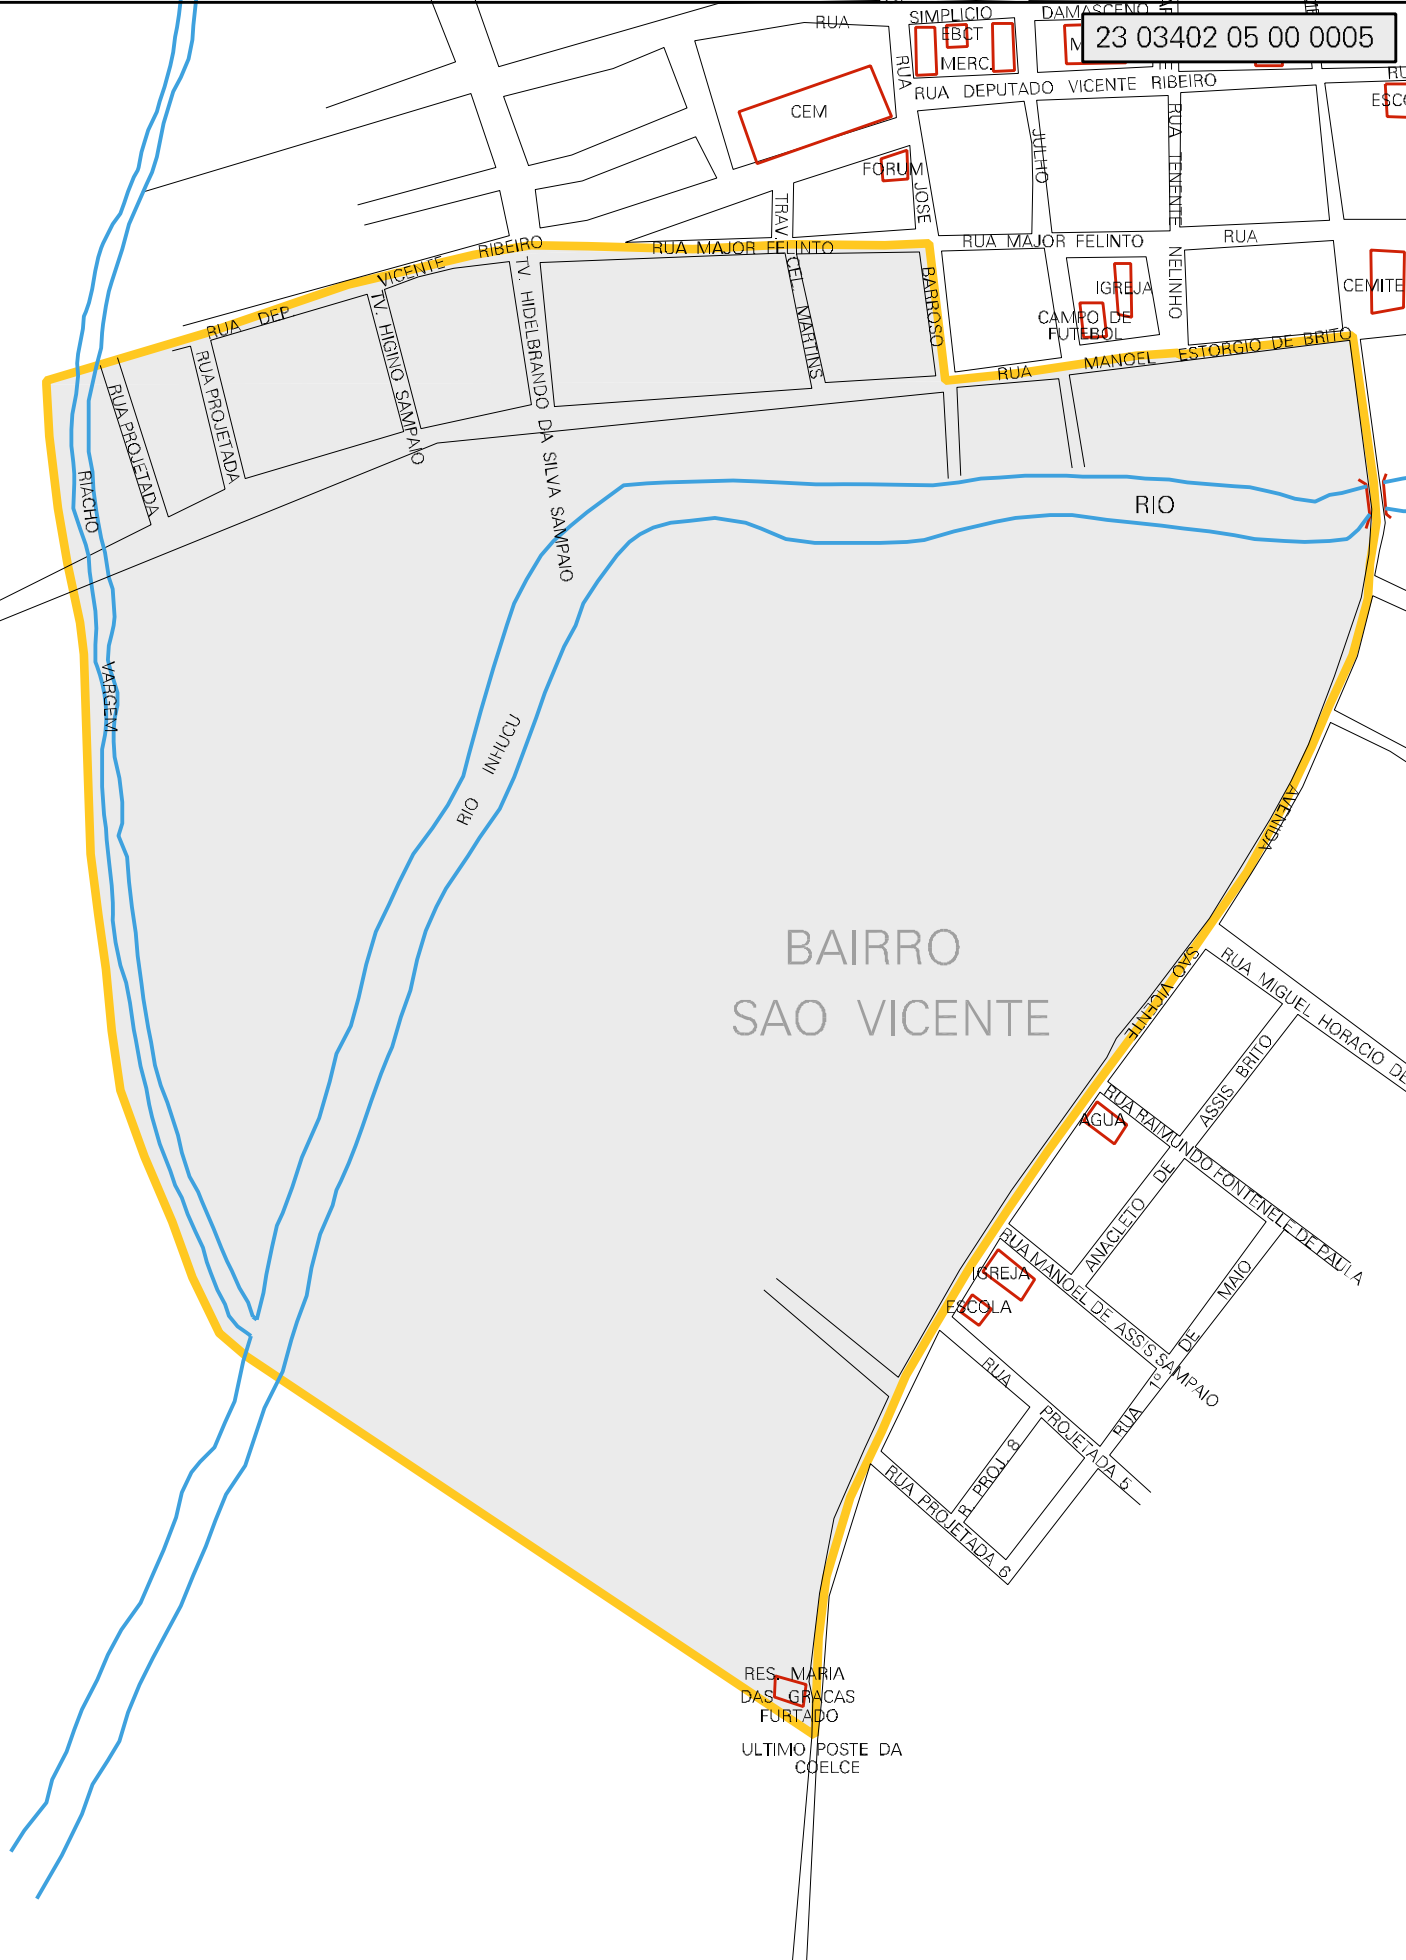 23 03402 05 00 0005
RUA
SIMPLICIO
DAMASCENO
EBCT
MERC.
RUA
RUA DEPUTADO VICENTE RIBEIRO
CEM
FORUM
JOSE
JULHO
RUA TENENTE
NELINHO
TRAV.
CEL. MARTINS
RUA MAJOR FELINTO
RUA MAJOR FELINTO
RUA
BARROSO
IGREJA
CAMPO DE
FUTEBOL
RUA MANOEL ESTORGIO DE BRITO
RUA DEP VICENTE RIBEIRO
TV. HIDELBRANDO DA SILVA SAMPAIO
TV. HIGINO SAMPAIO
RUA PROJETADA
RUA PROJETADA
RIACHO
VARGEM
RIO
RIO INHUCU
AVENIDA
SAO VICENTE
BAIRRO
SAO VICENTE
RUA MIGUEL HORACIO DE
ANACLETO DE ASSIS BRITO
AGUA
RUA RAIMUNDO FONTENELE DE PAULA
RUA MANOEL DE ASSIS SAMPAIO
IGREJA
ESCOLA
RUA 1º DE MAIO
RUA PROJETADA 5
R PROJ. 8
RUA PROJETADA 6
RES. MARIA
DAS GRACAS
FURTADO
ULTIMO POSTE DA
COELCE